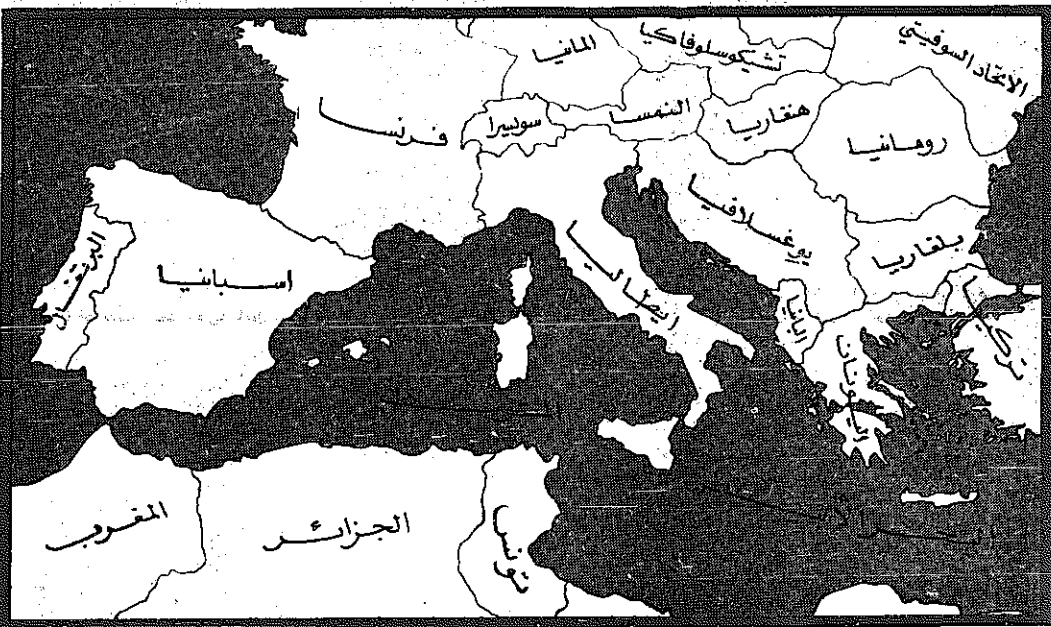 المانيا
تشيكوسلوفاكيا
الاتحاد السوفيتي
فرنسا
سويسرا
النمسا
هنقاريا
رومانيا
يوغسلافيا
بلغاريا
البرتغال
اسبانيا
ايطاليا
البانيا
اليونان
تركيا
المغرب
الجزائر
تونس